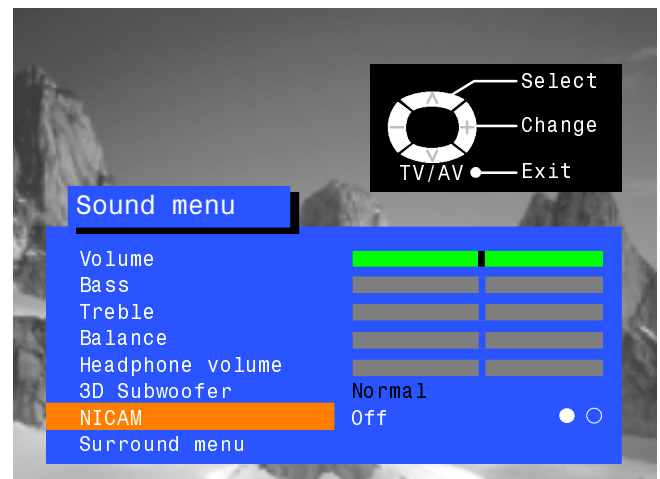 Select
Change
TV/AV Exit
Sound menu
Volume
Bass
Treble
Balance
Headphone volume
3D Subwoofer Normal
NICAM Off
Surround menu